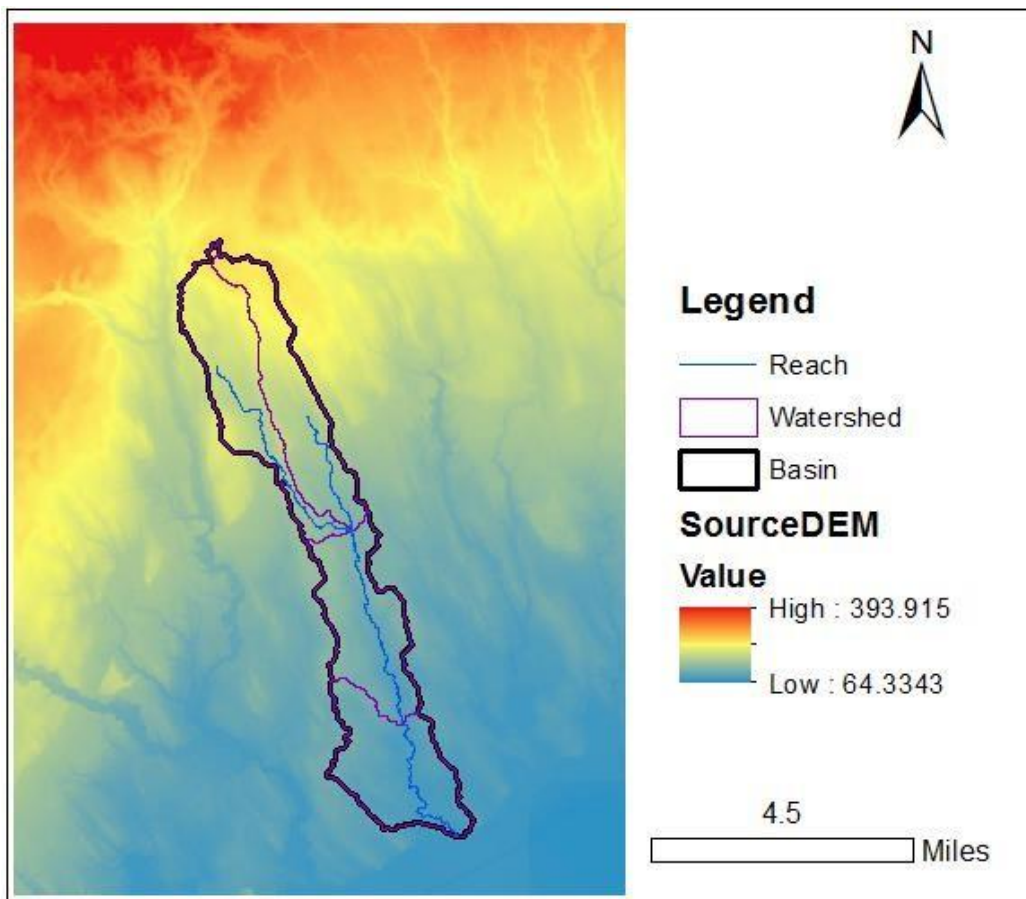 N
Legend
Reach
Watershed
Basin
SourceDEM
Value
High : 393.915
Low : 64.3343
4.5
Miles